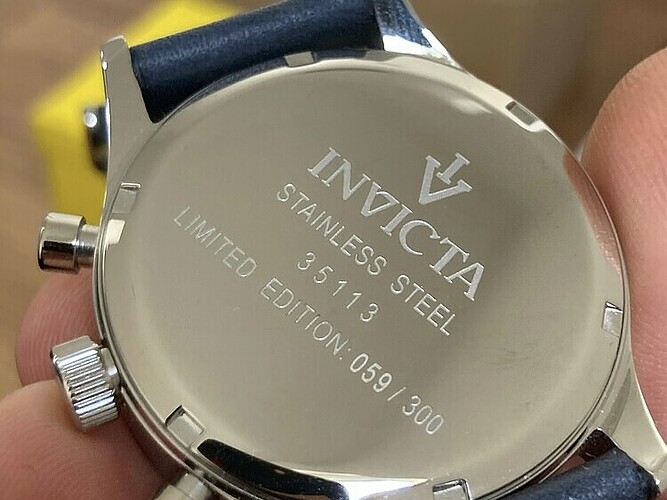 INVICTA
STAINLESS STEEL
35113
LIMITED EDITION: 059 / 300